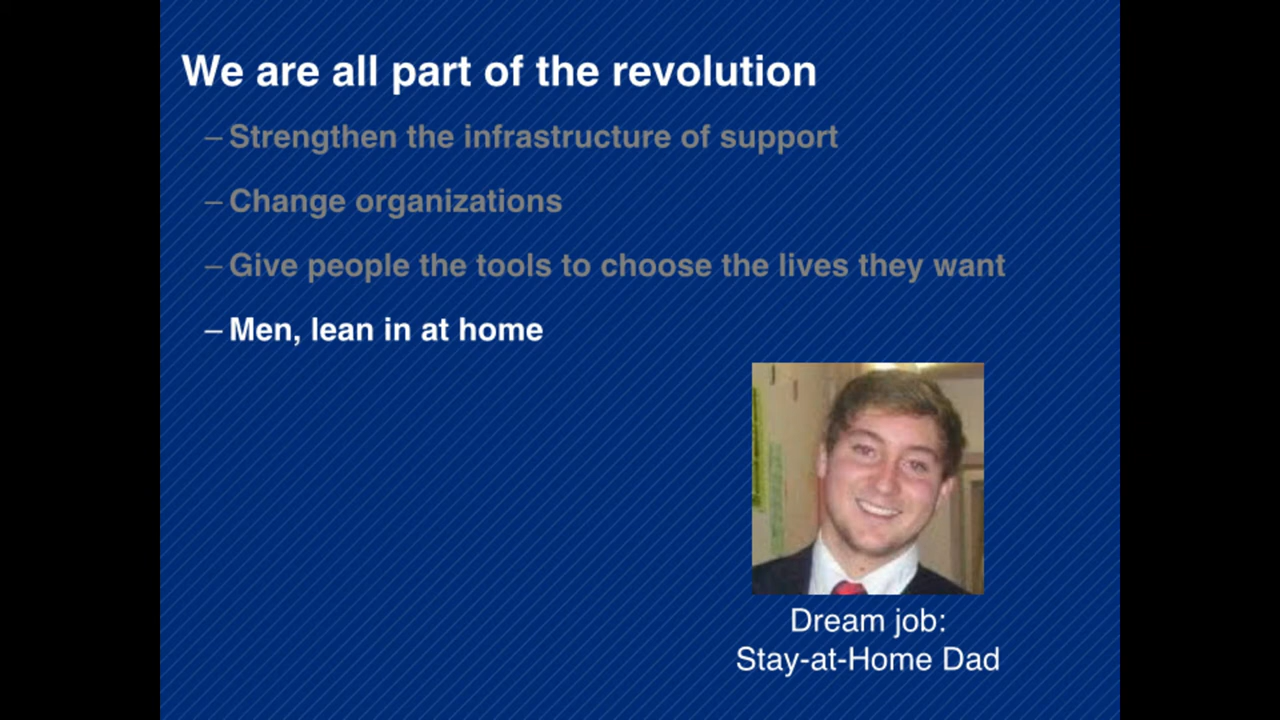 We are all part of the revolution
– Strengthen the infrastructure of support
– Change organizations
– Give people the tools to choose the lives they want
– Men, lean in at home
Dream job:
Stay-at-Home Dad